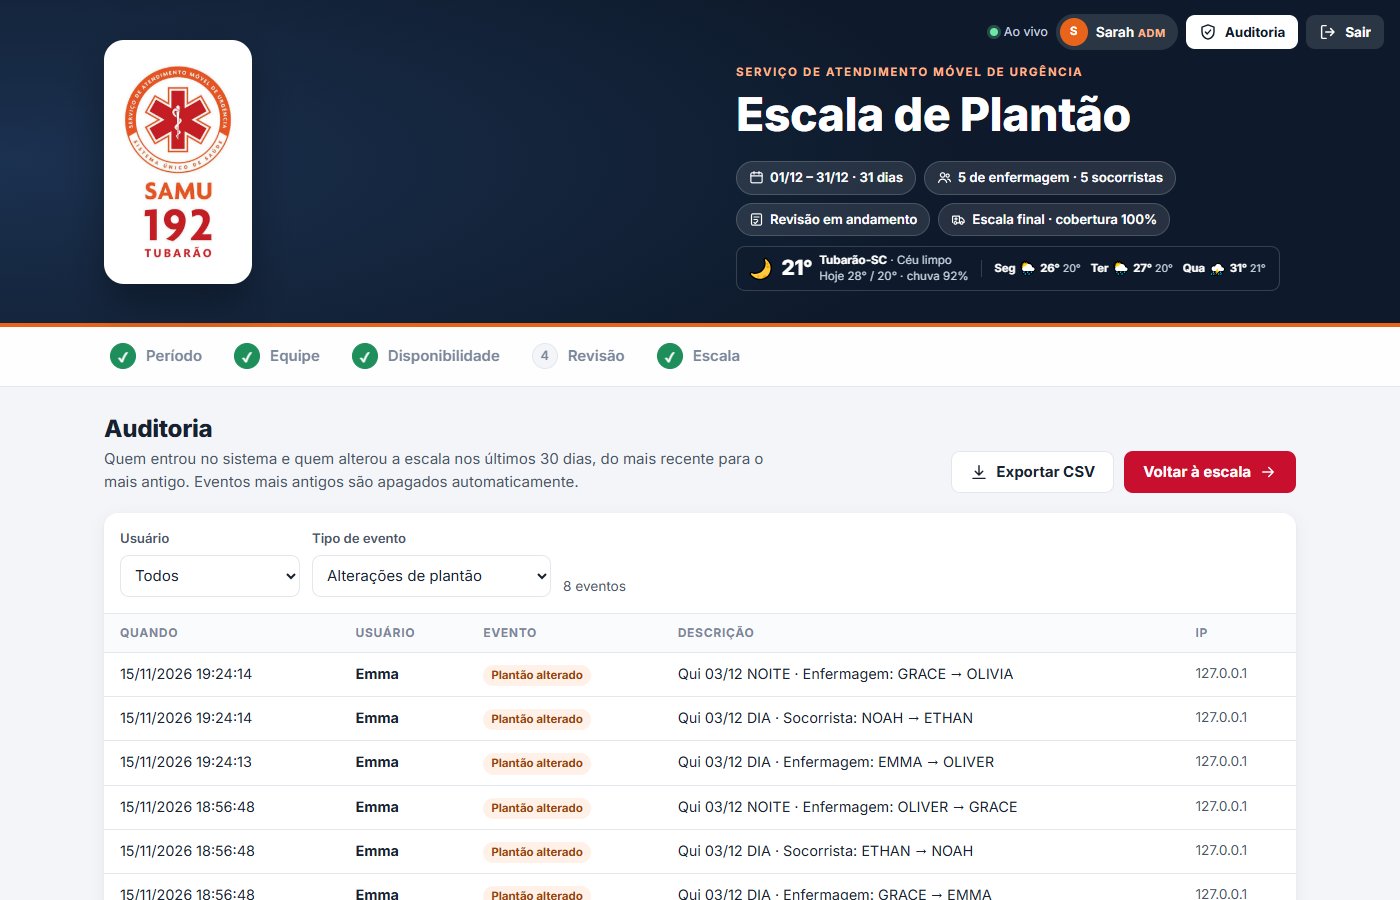 Ao vivo
S
Sarah ADM
Auditoria
Sair
SERVIÇO DE ATENDIMENTO MÓVEL DE URGÊNCIA
SISTEMA ÚNICO DE SAÚDE
SAMU
192
TUBARÃO
SERVIÇO DE ATENDIMENTO MÓVEL DE URGÊNCIA
Escala de Plantão
01/12 – 31/12 · 31 dias
5 de enfermagem · 5 socorristas
Revisão em andamento
Escala final · cobertura 100%
21° Tubarão-SC · Céu limpo
Hoje 28° / 20° · chuva 92%
Seg 26° 20° Ter 27° 20° Qua 31° 21°
Período
Equipe
Disponibilidade
4 Revisão
Escala
Auditoria
Quem entrou no sistema e quem alterou a escala nos últimos 30 dias, do mais recente para o
mais antigo. Eventos mais antigos são apagados automaticamente.
Exportar CSV
Voltar à escala →
Usuário
Tipo de evento
Todos
Alterações de plantão
8 eventos
QUANDO USUÁRIO EVENTO DESCRIÇÃO IP
15/11/2026 19:24:14 Emma Plantão alterado Qui 03/12 NOITE · Enfermagem: GRACE → OLIVIA 127.0.0.1
15/11/2026 19:24:14 Emma Plantão alterado Qui 03/12 DIA · Socorrista: NOAH → ETHAN 127.0.0.1
15/11/2026 19:24:13 Emma Plantão alterado Qui 03/12 DIA · Enfermagem: EMMA → OLIVER 127.0.0.1
15/11/2026 18:56:48 Emma Plantão alterado Qui 03/12 NOITE · Enfermagem: OLIVER → GRACE 127.0.0.1
15/11/2026 18:56:48 Emma Plantão alterado Qui 03/12 DIA · Socorrista: ETHAN → NOAH 127.0.0.1
15/11/2026 18:56:48 Emma Plantão alterado Qui 03/12 DIA · Enfermagem: GRACE → EMMA 127.0.0.1